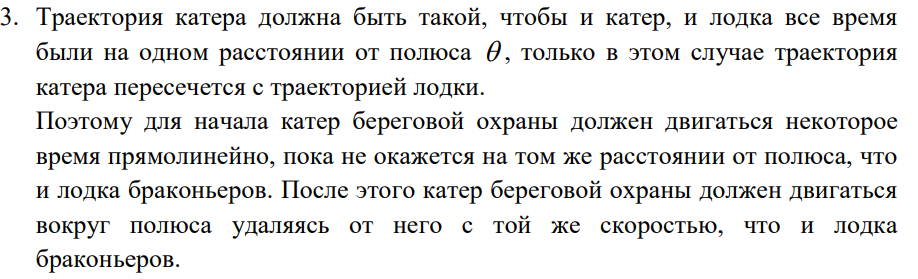 3. Траектория катера должна быть такой, чтобы и катер, и лодка все время
были на одном расстоянии от полюса θ, только в этом случае траектория
катера пересечется с траекторией лодки.
Поэтому для начала катер береговой охраны должен двигаться некоторое
время прямолинейно, пока не окажется на том же расстоянии от полюса, что
и лодка браконьеров. После этого катер береговой охраны должен двигаться
вокруг полюса удаляясь от него с той же скоростью, что и лодка
браконьеров.